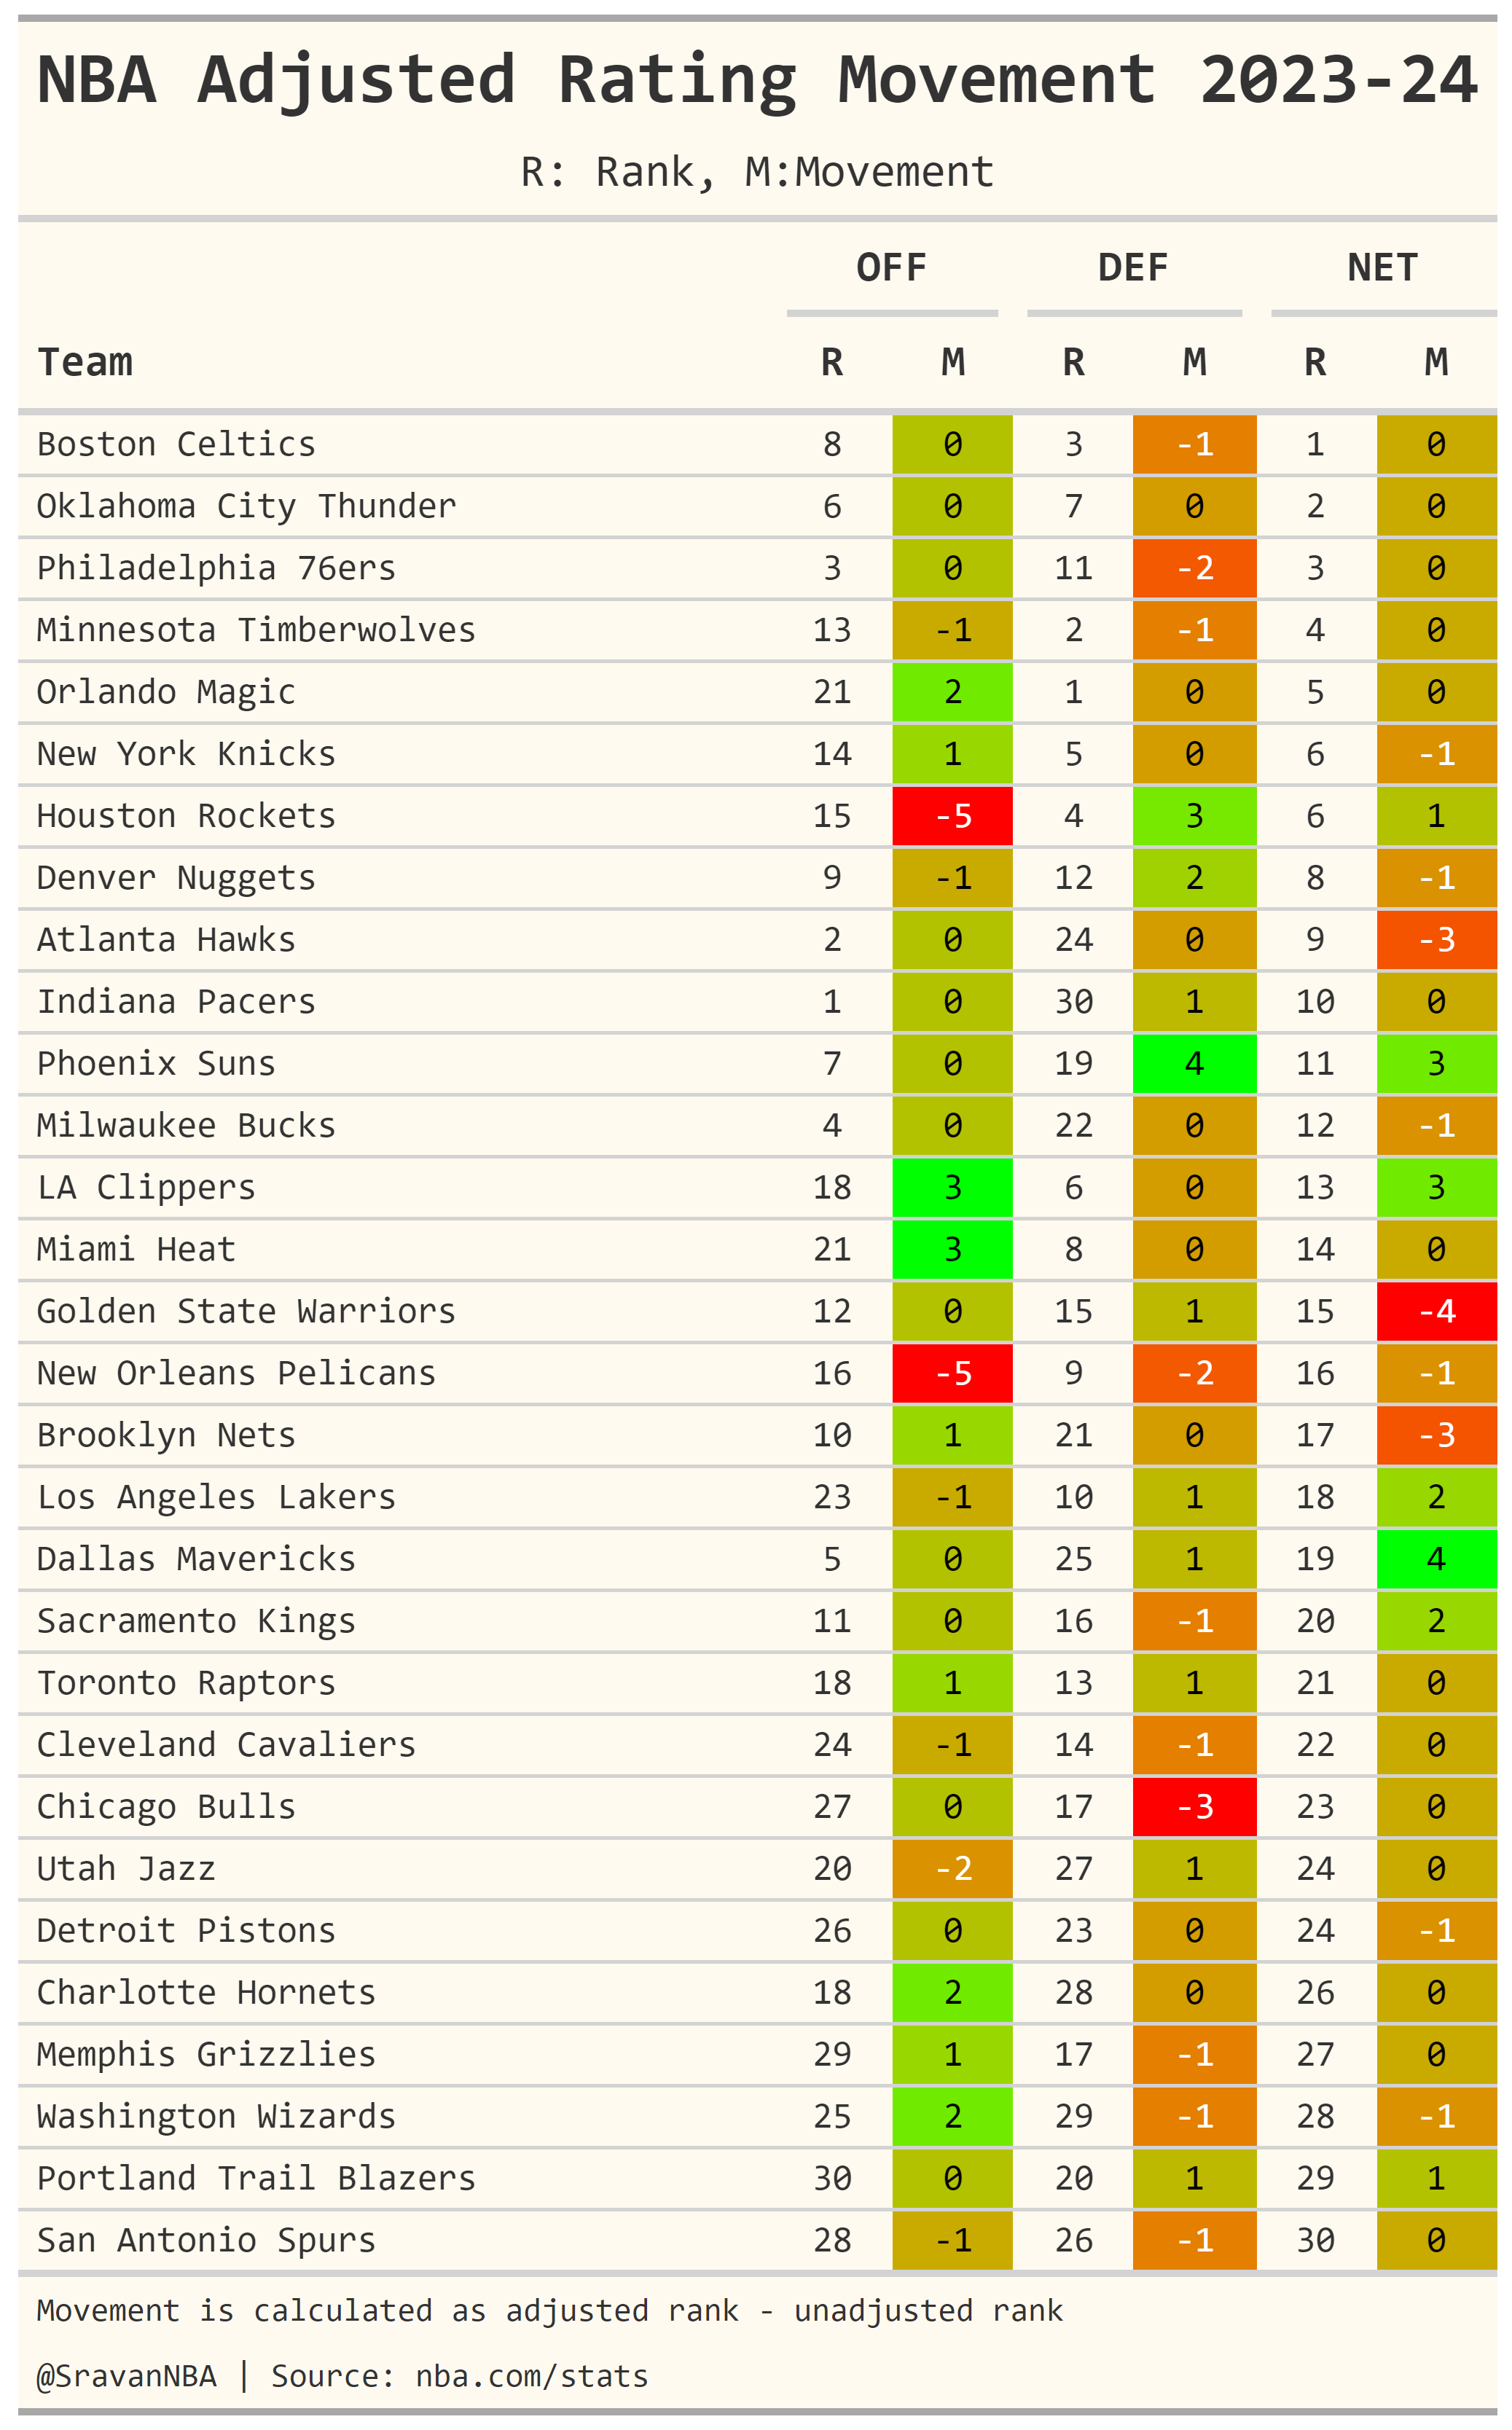 NBA Adjusted Rating Movement 2023-24
R: Rank, M:Movement
OFF DEF NET
Team R M R M R M
Boston Celtics 8 0 3 -1 1 0
Oklahoma City Thunder 6 0 7 0 2 0
Philadelphia 76ers 3 0 11 -2 3 0
Minnesota Timberwolves 13 -1 2 -1 4 0
Orlando Magic 21 2 1 0 5 0
New York Knicks 14 1 5 0 6 -1
Houston Rockets 15 -5 4 3 6 1
Denver Nuggets 9 -1 12 2 8 -1
Atlanta Hawks 2 0 24 0 9 -3
Indiana Pacers 1 0 30 1 10 0
Phoenix Suns 7 0 19 4 11 3
Milwaukee Bucks 4 0 22 0 12 -1
LA Clippers 18 3 6 0 13 3
Miami Heat 21 3 8 0 14 0
Golden State Warriors 12 0 15 1 15 -4
New Orleans Pelicans 16 -5 9 -2 16 -1
Brooklyn Nets 10 1 21 0 17 -3
Los Angeles Lakers 23 -1 10 1 18 2
Dallas Mavericks 5 0 25 1 19 4
Sacramento Kings 11 0 16 -1 20 2
Toronto Raptors 18 1 13 1 21 0
Cleveland Cavaliers 24 -1 14 -1 22 0
Chicago Bulls 27 0 17 -3 23 0
Utah Jazz 20 -2 27 1 24 0
Detroit Pistons 26 0 23 0 24 -1
Charlotte Hornets 18 2 28 0 26 0
Memphis Grizzlies 29 1 17 -1 27 0
Washington Wizards 25 2 29 -1 28 -1
Portland Trail Blazers 30 0 20 1 29 1
San Antonio Spurs 28 -1 26 -1 30 0
Movement is calculated as adjusted rank - unadjusted rank
@SravanNBA | Source: nba.com/stats